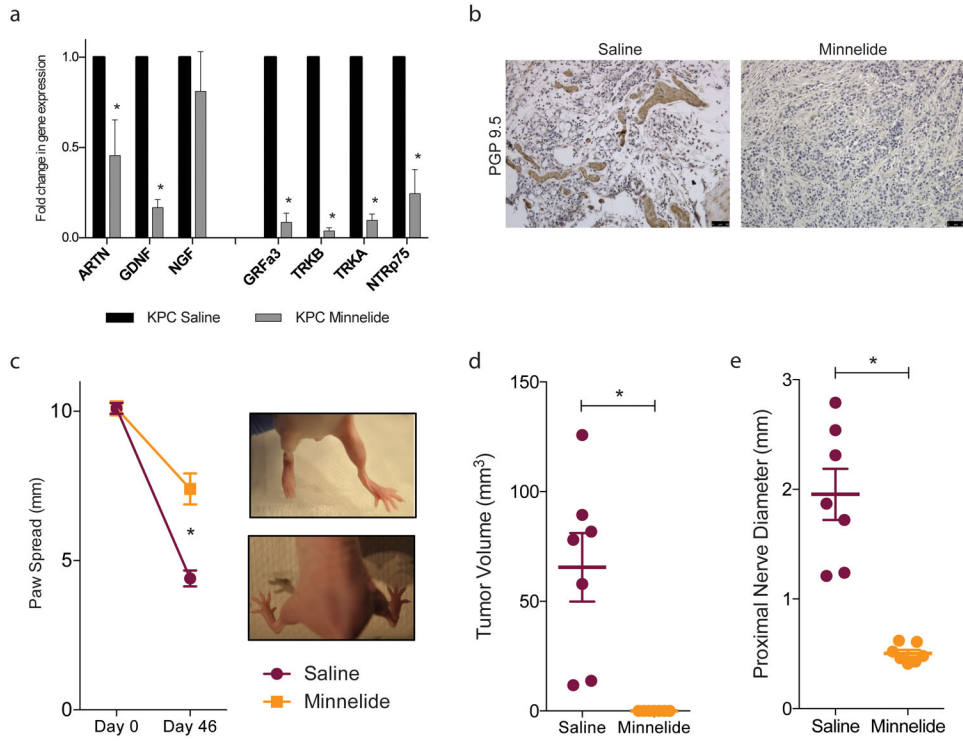 a
Fold change in gene expression
1.0
0.5
0.0
*
*
*
*
*
*
ARTN
GDNF
NGF
GRFa3
TRKB
TRKA
NTRp75
KPC Saline
KPC Minnelide
b
Saline
Minnelide
PGP 9.5
c
Paw Spread (mm)
10
5
0
*
Day 0
Day 46
Saline
Minnelide
d
Tumor Volume (mm³)
150
100
50
0
*
Saline
Minnelide
e
Proximal Nerve Diameter (mm)
3
2
1
0
*
Saline
Minnelide